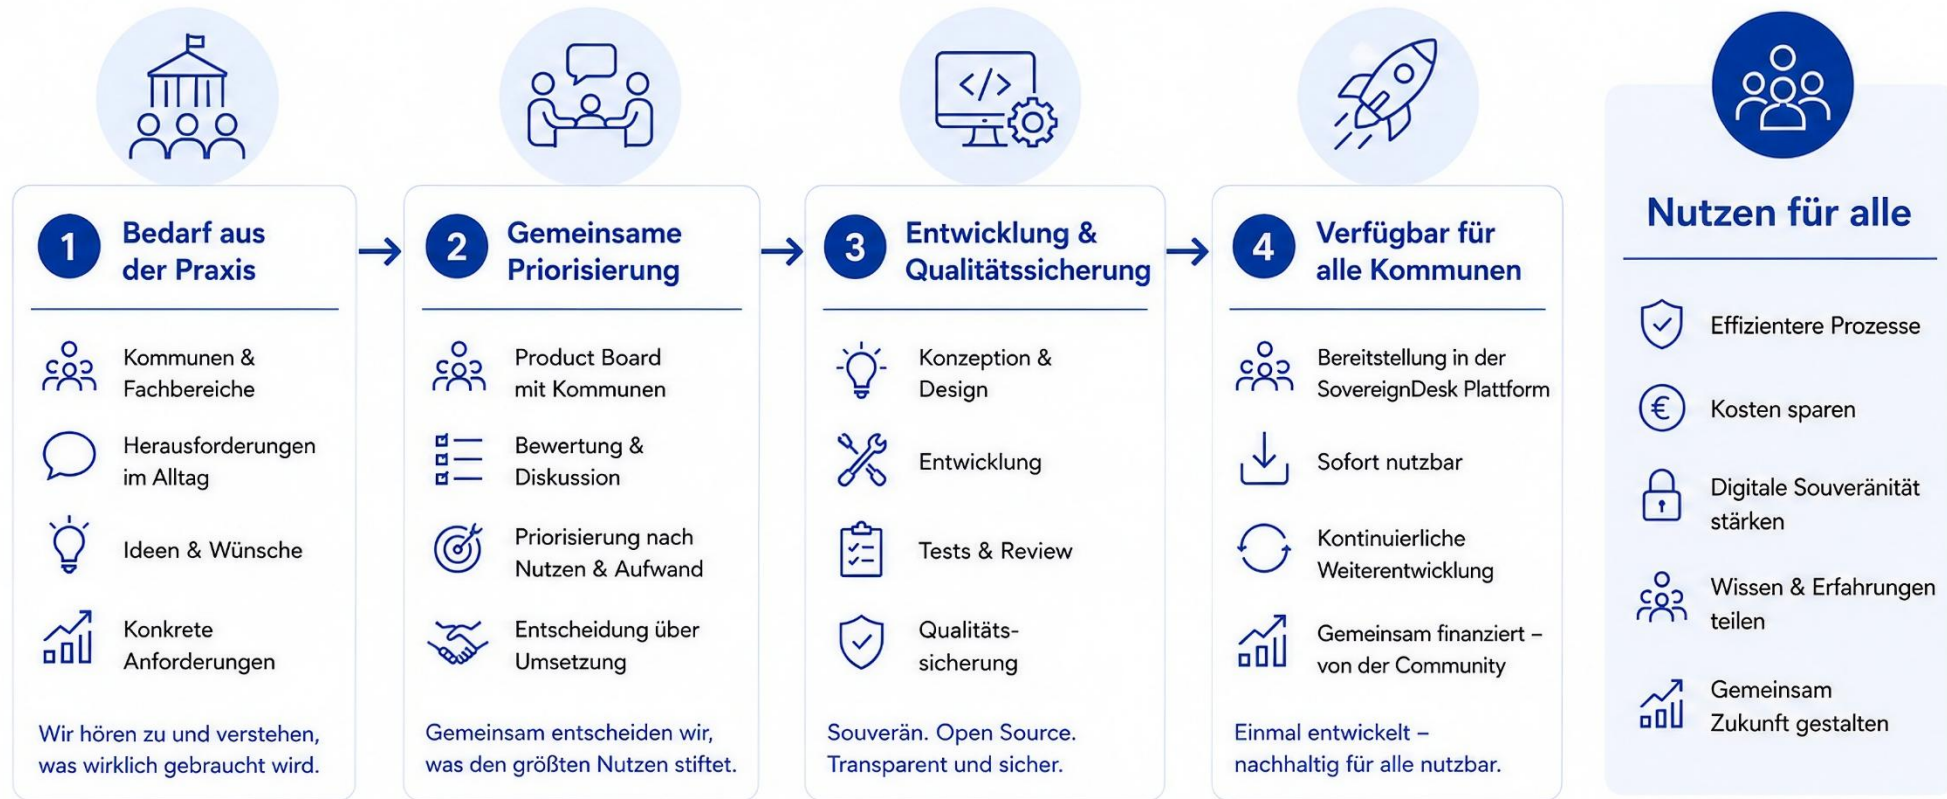 1
Bedarf aus
der Praxis
Kommunen &
Fachbereiche
Herausforderungen
im Alltag
Ideen & Wünsche
Konkrete
Anforderungen
Wir hören zu und verstehen,
was wirklich gebraucht wird.
2
Gemeinsame
Priorisierung
Product Board
mit Kommunen
Bewertung &
Diskussion
Priorisierung nach
Nutzen & Aufwand
Entscheidung über
Umsetzung
Gemeinsam entscheiden wir,
was den größten Nutzen stiftet.
</>
3
Entwicklung &
Qualitätssicherung
Konzeption &
Design
Entwicklung
Tests & Review
Qualitäts-
sicherung
Souverän. Open Source.
Transparent und sicher.
4
Verfügbar für
alle Kommunen
Bereitstellung in der
SovereignDesk Plattform
Sofort nutzbar
Kontinuierliche
Weiterentwicklung
Gemeinsam finanziert –
von der Community
Einmal entwickelt –
nachhaltig für alle nutzbar.
Nutzen für alle
Effizientere Prozesse
€
Kosten sparen
Digitale Souveränität
stärken
Wissen & Erfahrungen
teilen
Gemeinsam
Zukunft gestalten